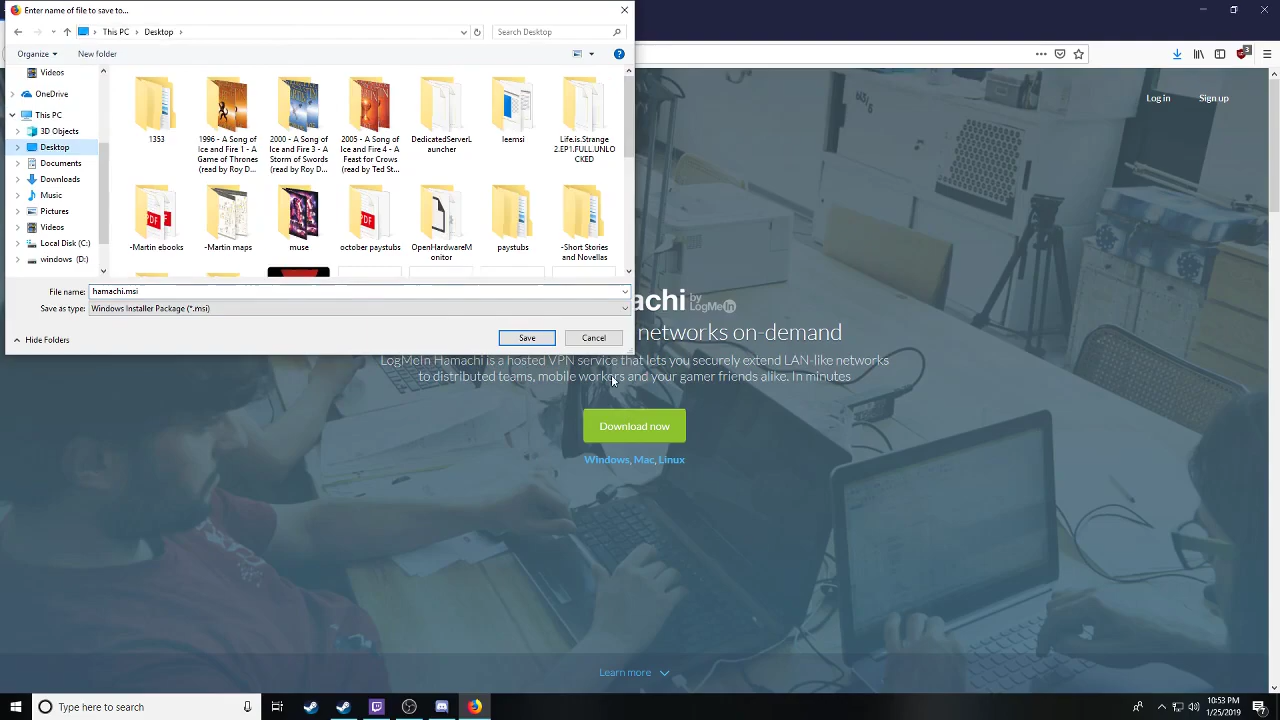 Enter name of file to save to...
This PC
Desktop
Search Desktop
Organize
New folder
Videos
OneDrive
This PC
3D Objects
Desktop
Documents
Downloads
Music
Pictures
Videos
Local Disk (C:)
windows (D:)
1353
1996 - A Song of
Ice and Fire 1 - A
Game of Thrones
(read by Roy D...
2000 - A Song of
Ice and Fire 3 - A
Storm of Swords
(read by Roy D...
2005 - A Song of
Ice and Fire 4 - A
Feast for Crows
(read by Ted St...
DedicatedServerL
auncher
leemsi
Life.is.Strange
2.EP1.FULL.UNLO
CKED
-Martin ebooks
-Martin maps
muse
october paystubs
OpenHardwareM
onitor
paystubs
-Short Stories
and Novellas
File name:
hamachi.msi
Save as type:
Windows Installer Package (*.msi)
Hide Folders
Save
Cancel
3
Log in
Sign up
achi by LogMein
networks on-demand
LogMeIn Hamachi is a hosted VPN service that lets you securely extend LAN-like networks
to distributed teams, mobile workers and your gamer friends alike. In minutes
Download now
Windows, Mac, Linux
Learn more
Type here to search
10:53 PM
1/25/2019